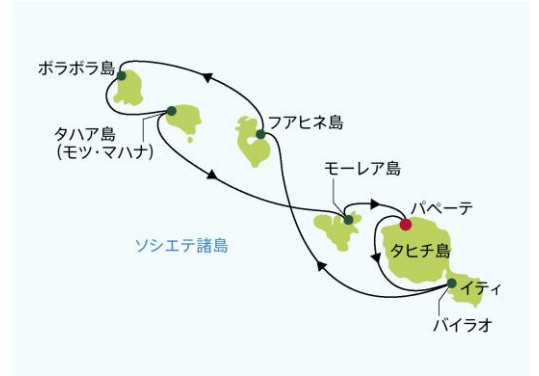 ボラボラ島
タハア島
(モツ・マハナ)
フアヒネ島
モーレア島
パペーテ
タヒチ島
ソシエテ諸島
イティ
バイラオ